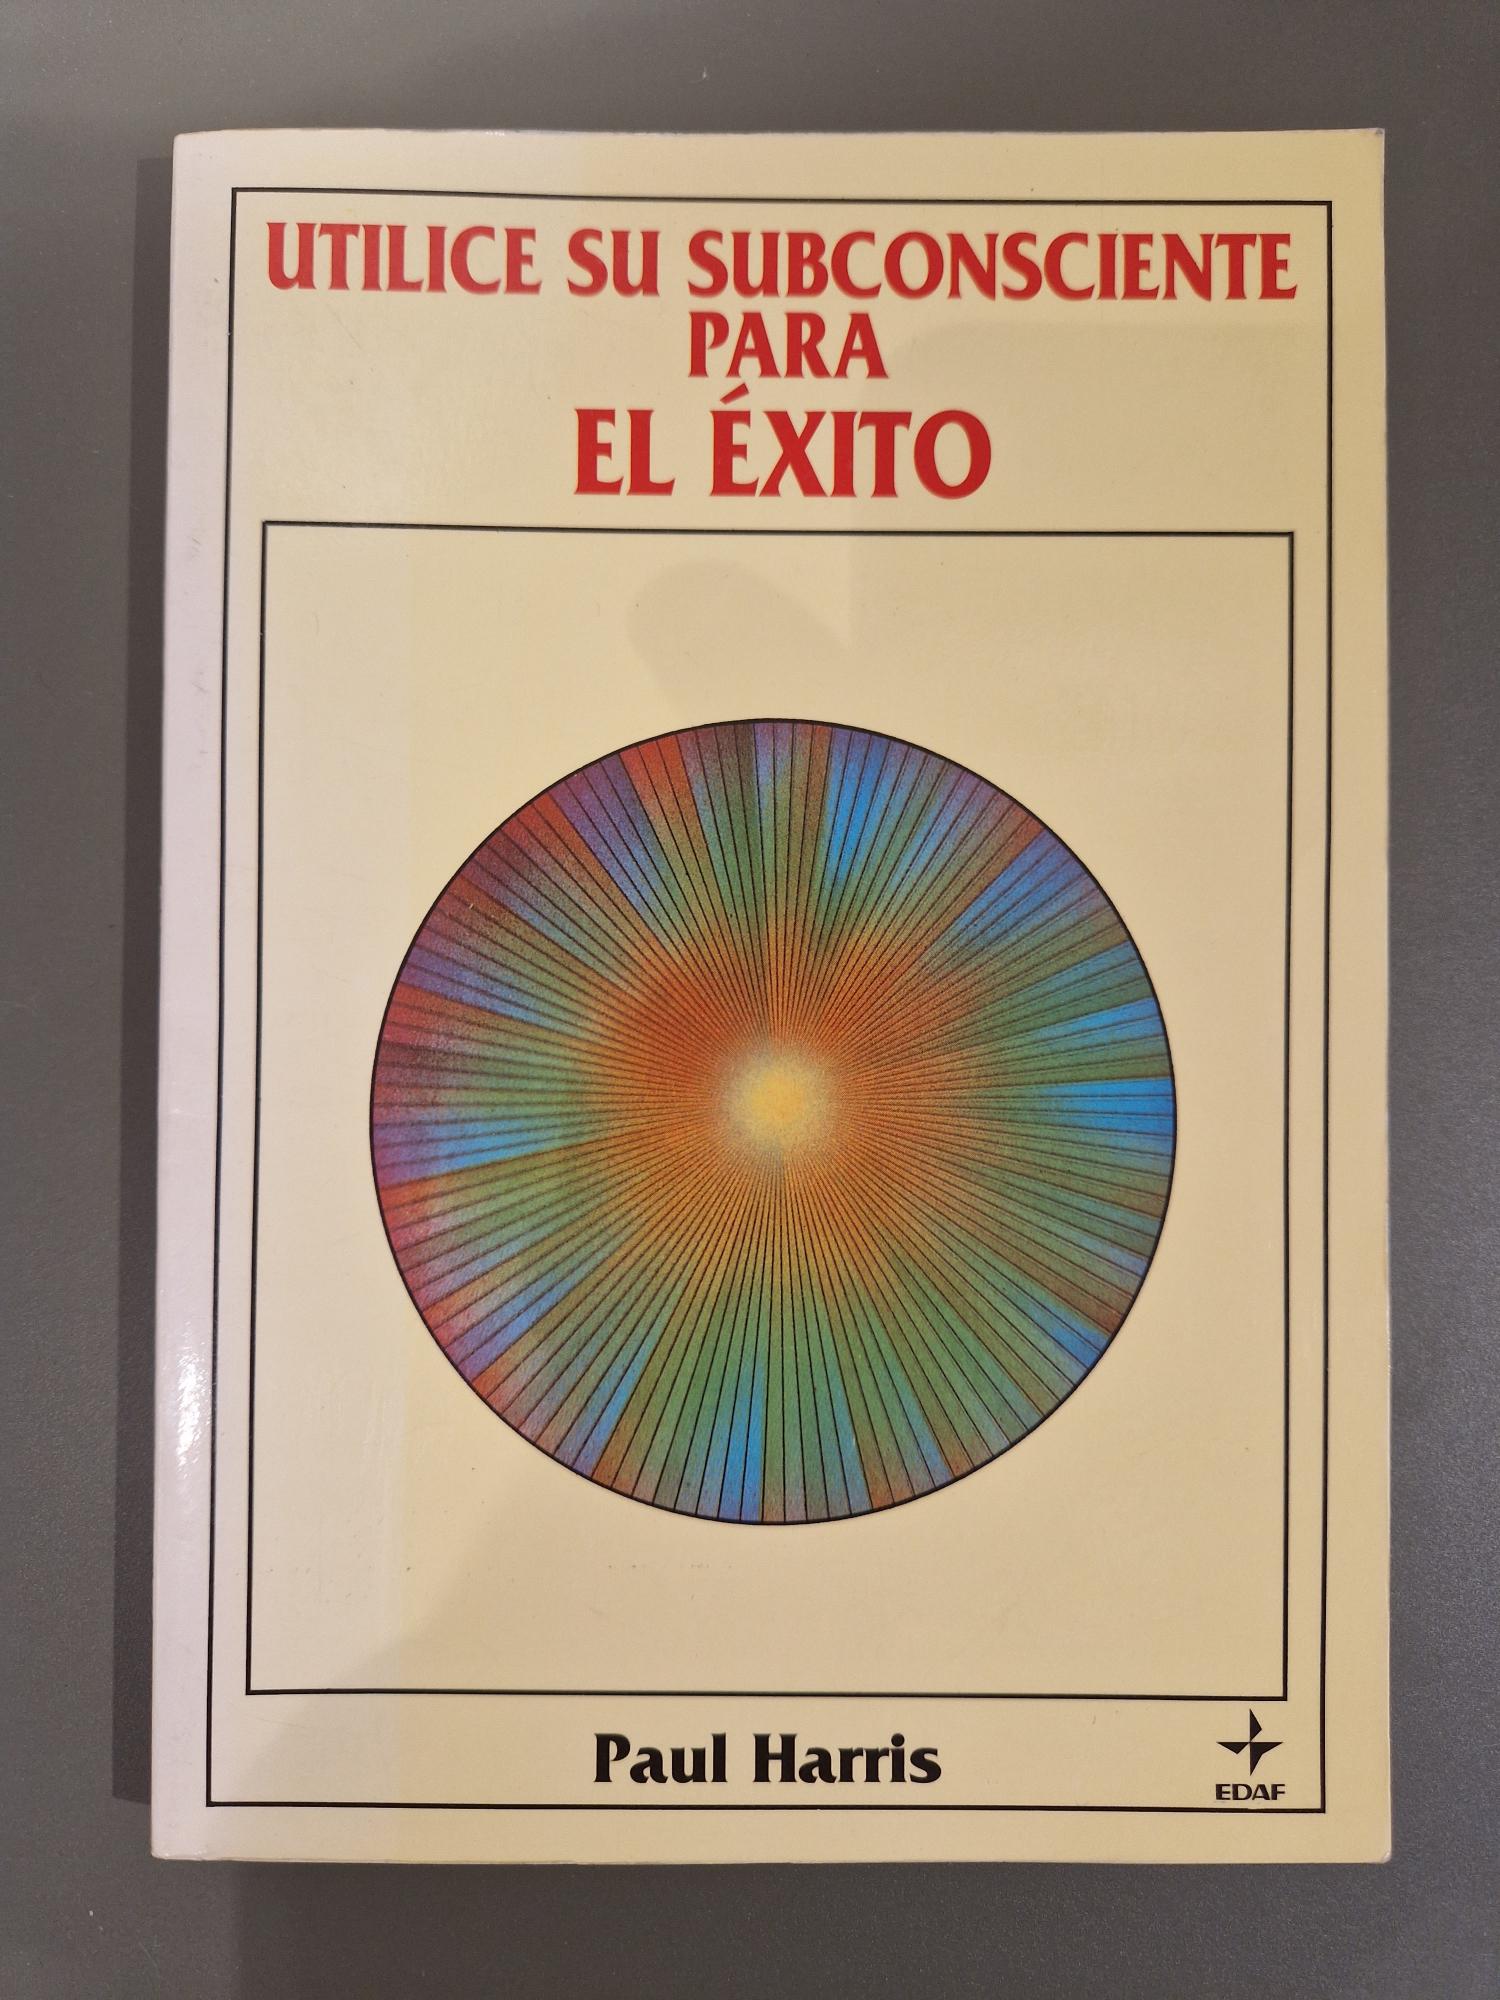 UTILICE SU SUBCONSCIENTE
PARA
EL ÉXITO
Paul Harris
EDAF